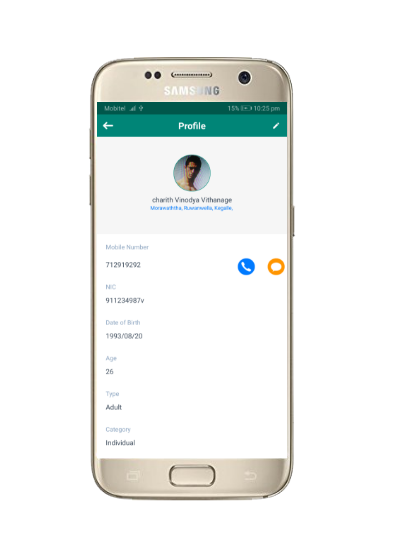 SAMSUNG
Mobitel 15% 10:25 pm
Profile
charith Vinodya Vithanage
Morawaththa, Ruwanwella, Kegalle,
Mobile Number
712919292
NIC
911234987v
Date of Birth
1993/08/20
Age
26
Type
Adult
Category
Individual